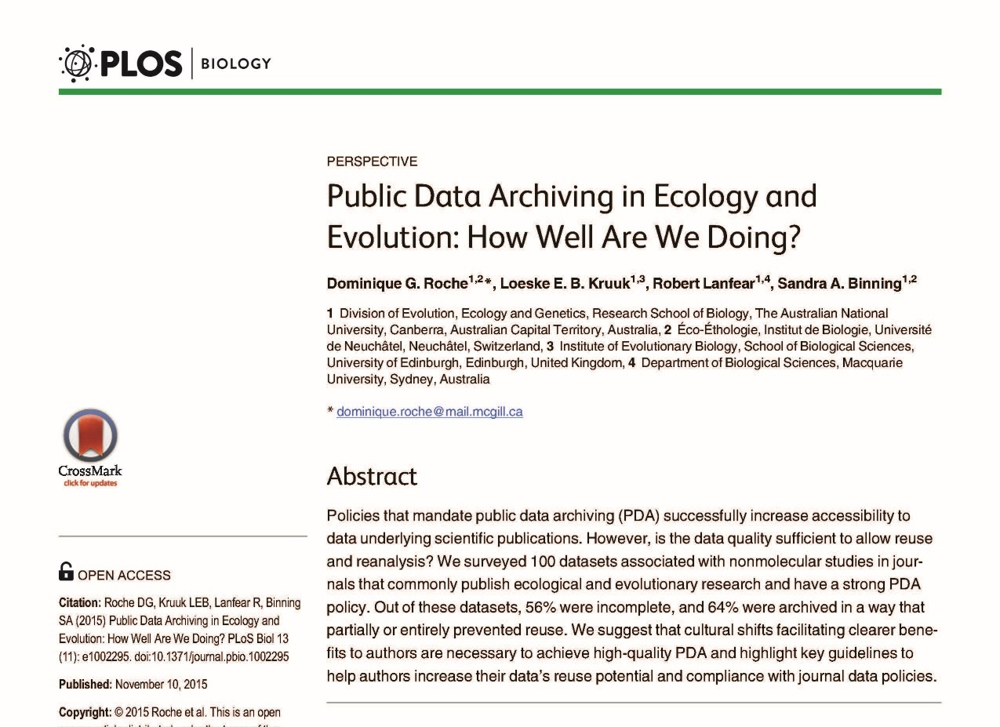 PLOS | BIOLOGY
PERSPECTIVE
Public Data Archiving in Ecology and
Evolution: How Well Are We Doing?
Dominique G. Roche1,2*, Loeske E. B. Kruuk1,3, Robert Lanfear1,4, Sandra A. Binning1,2
1 Division of Evolution, Ecology and Genetics, Research School of Biology, The Australian National
University, Canberra, Australian Capital Territory, Australia, 2 Éco-Éthologie, Institut de Biologie, Université
de Neuchâtel, Neuchâtel, Switzerland, 3 Institute of Evolutionary Biology, School of Biological Sciences,
University of Edinburgh, Edinburgh, United Kingdom, 4 Department of Biological Sciences, Macquarie
University, Sydney, Australia
* dominique.roche@mail.mcgill.ca
Abstract
Policies that mandate public data archiving (PDA) successfully increase accessibility to
data underlying scientific publications. However, is the data quality sufficient to allow reuse
and reanalysis? We surveyed 100 datasets associated with nonmolecular studies in jour-
nals that commonly publish ecological and evolutionary research and have a strong PDA
policy. Out of these datasets, 56% were incomplete, and 64% were archived in a way that
partially or entirely prevented reuse. We suggest that cultural shifts facilitating clearer bene-
fits to authors are necessary to achieve high-quality PDA and highlight key guidelines to
help authors increase their data's reuse potential and compliance with journal data policies.
CrossMark
click for updates
OPEN ACCESS
Citation: Roche DG, Kruuk LEB, Lanfear R, Binning
SA (2015) Public Data Archiving in Ecology and
Evolution: How Well Are We Doing? PLoS Biol 13
(11): e1002295. doi:10.1371/journal.pbio.1002295
Published: November 10, 2015
Copyright: © 2015 Roche et al. This is an open